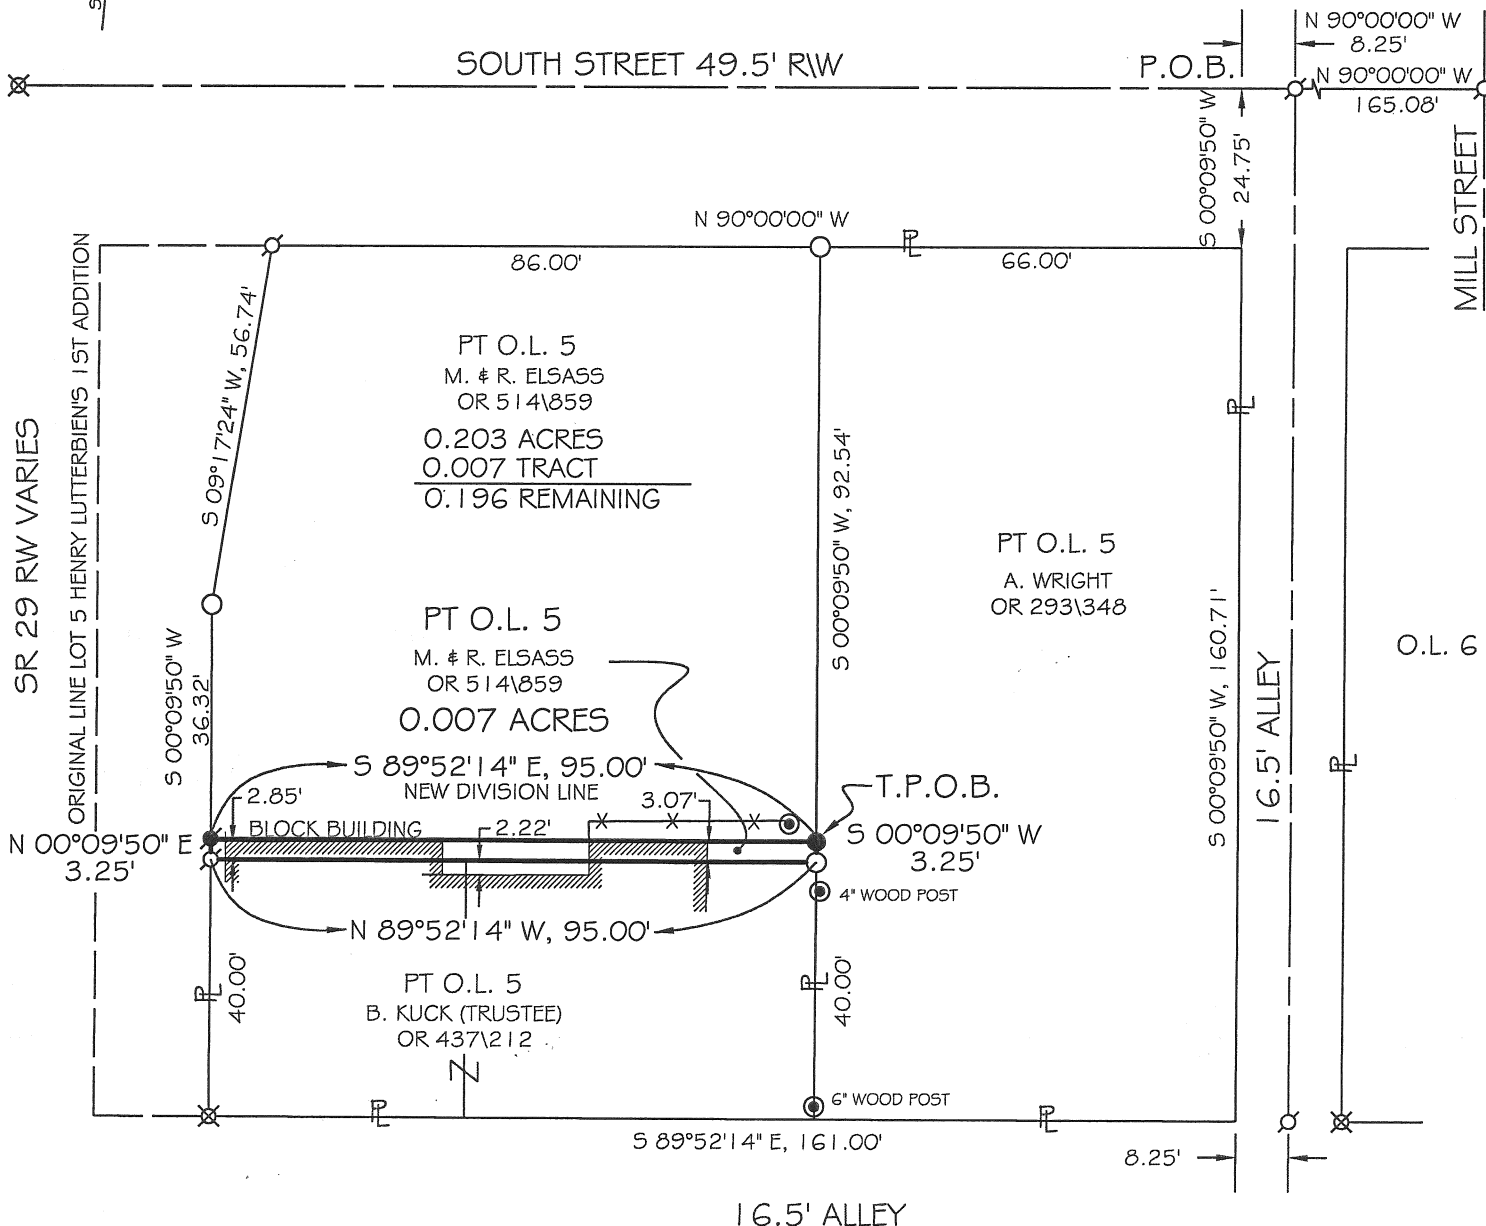 S
N 90°00'00" W
8.25'
SOUTH STREET 49.5' R\W
P.O.B.
N 90°00'00" W
165.08'
S 00°09'50" W
24.75'
MILL STREET
N 90°00'00" W
PL
86.00'
66.00'
ORIGINAL LINE LOT 5 HENRY LUTTERBIEN'S 1ST ADDITION
SR 29 RW VARIES
S 09°17'24" W, 56.74'
PT O.L. 5
M. & R. ELSASS
OR 514\859
0.203 ACRES
0.007 TRACT
0.196 REMAINING
S 00°09'50" W, 92.54'
PL
PT O.L. 5
A. WRIGHT
OR 293\348
S 00°09'50" W, 160.71'
16.5' ALLEY
O.L. 6
PL
S 00°09'50" W
36.32'
PT O.L. 5
M. & R. ELSASS
OR 514\859
0.007 ACRES
S 89°52'14" E, 95.00'
NEW DIVISION LINE
2.85'
3.07'
T.P.O.B.
BLOCK BUILDING
2.22'
X X X
N 00°09'50" E
3.25'
S 00°09'50" W
3.25'
4" WOOD POST
N 89°52'14" W, 95.00'
PL
40.00'
PT O.L. 5
B. KUCK (TRUSTEE)
OR 437\212
Z
PL
40.00'
6" WOOD POST
PL
PL
S 89°52'14" E, 161.00'
8.25'
16.5' ALLEY